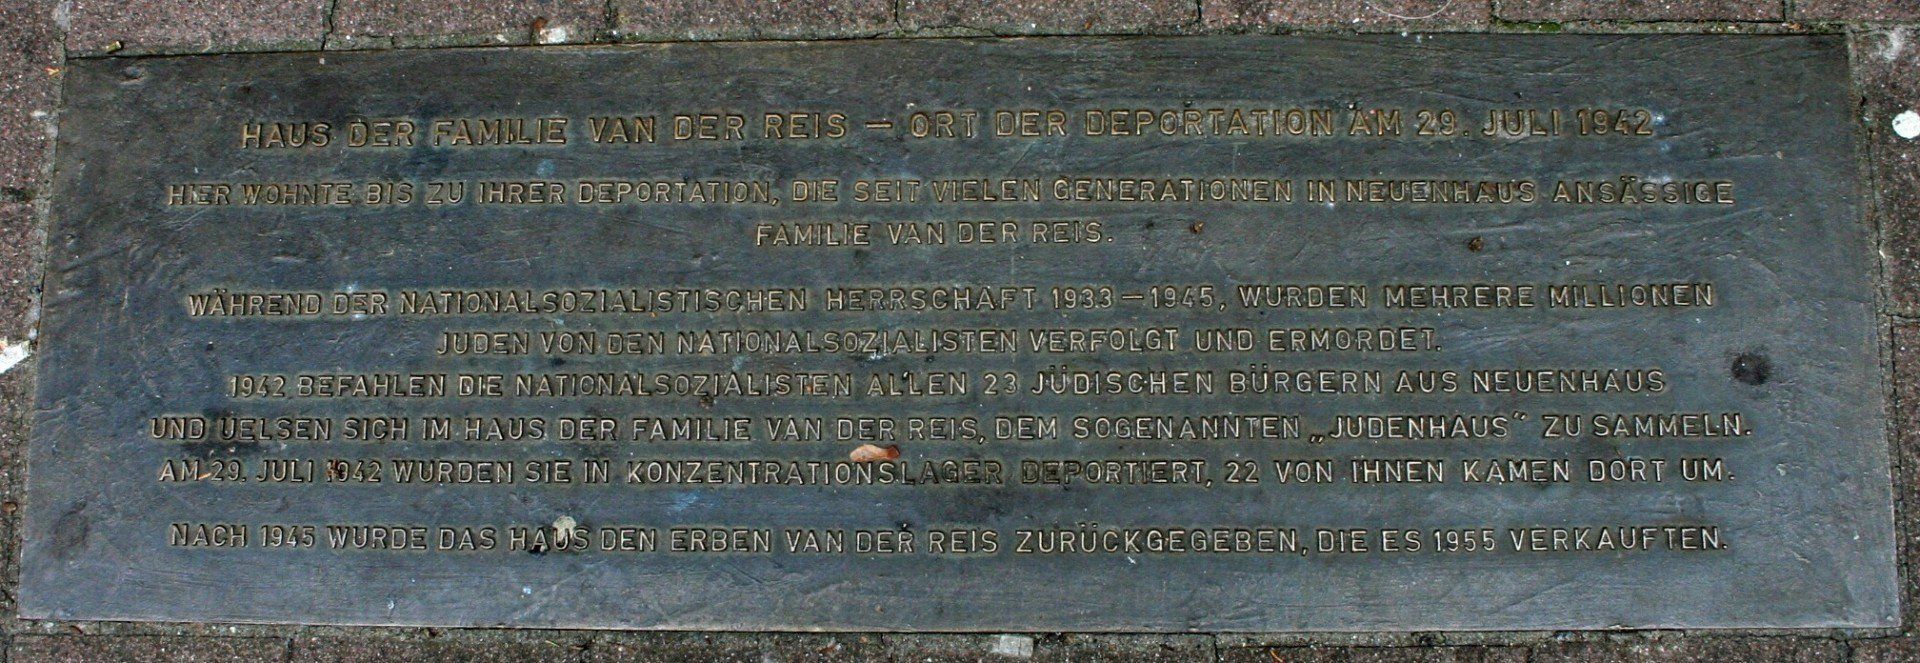 HAUS DER FAMILIE VAN DER REIS – ORT DER DEPORTATION AM 29. JULI 1942
HIER WOHNTE BIS ZU IHRER DEPORTATION, DIE SEIT VIELEN GENERATIONEN IN NEUENHAUS ANSÄSSIGE
FAMILIE VAN DER REIS.
WÄHREND DER NATIONALSOZIALISTISCHEN HERRSCHAFT 1933 – 1945, WURDEN MEHRERE MILLIONEN
JUDEN VON DEN NATIONALSOZIALISTEN VERFOLGT UND ERMORDET.
1942 BEFAHLEN DIE NATIONALSOZIALISTEN ALLEN 23 JÜDISCHEN BÜRGERN AUS NEUENHAUS
UND UELSEN SICH IM HAUS DER FAMILIE VAN DER REIS, DEM SOGENANNTEN „JUDENHAUS“ ZU SAMMELN.
AM 29. JULI 1942 WURDEN SIE IN KONZENTRATIONSLAGER DEPORTIERT, 22 VON IHNEN KAMEN DORT UM.
NACH 1945 WURDE DAS HAUS DEN ERBEN VAN DER REIS ZURÜCKGEGEBEN, DIE ES 1955 VERKAUFTEN.